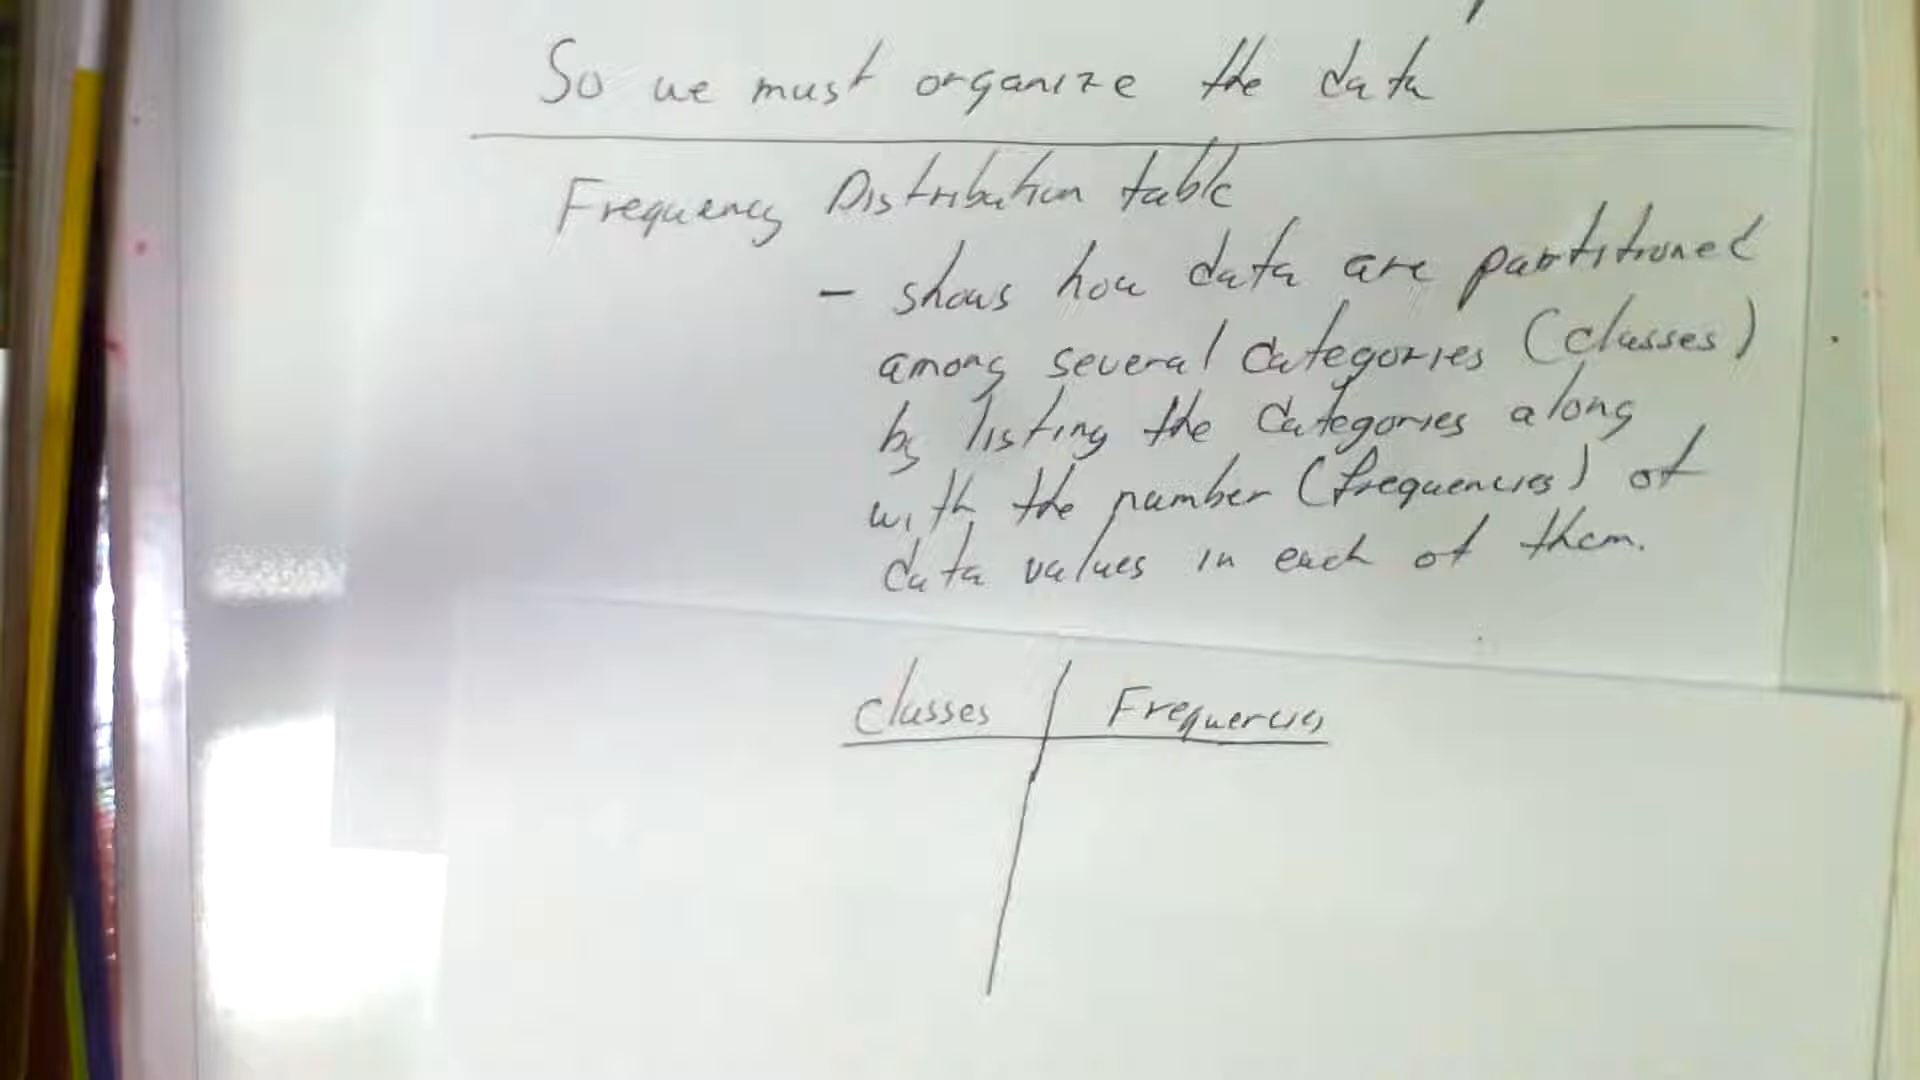 So we must organize the data
Frequency Distribution table
- shows how data are partitioned
among several categories (classes)
by listing the categories along
with the number (frequencies) of
data values in each of them.
Classes Frequencies